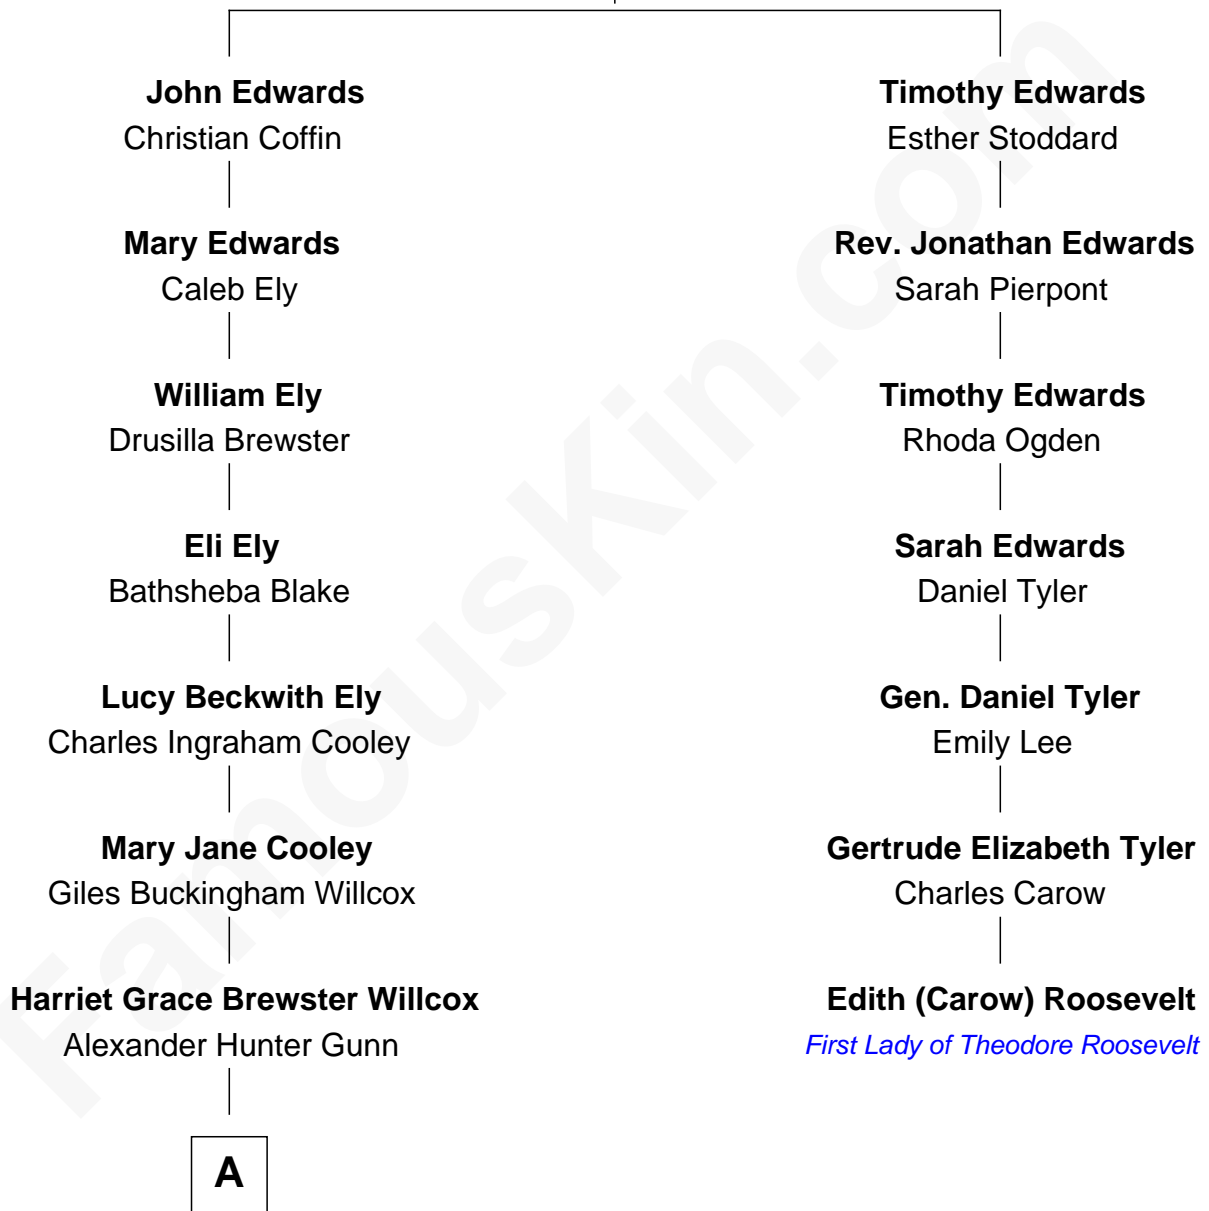 John Edwards
Christian Coffin
Timothy Edwards
Esther Stoddard
Mary Edwards
Caleb Ely
Rev. Jonathan Edwards
Sarah Pierpont
William Ely
Drusilla Brewster
Timothy Edwards
Rhoda Ogden
Eli Ely
Bathsheba Blake
Sarah Edwards
Daniel Tyler
Lucy Beckwith Ely
Charles Ingraham Cooley
Gen. Daniel Tyler
Emily Lee
Mary Jane Cooley
Giles Buckingham Willcox
Gertrude Elizabeth Tyler
Charles Carow
Harriet Grace Brewster Willcox
Alexander Hunter Gunn
Edith (Carow) Roosevelt
First Lady of Theodore Roosevelt
A
FamousKin.com